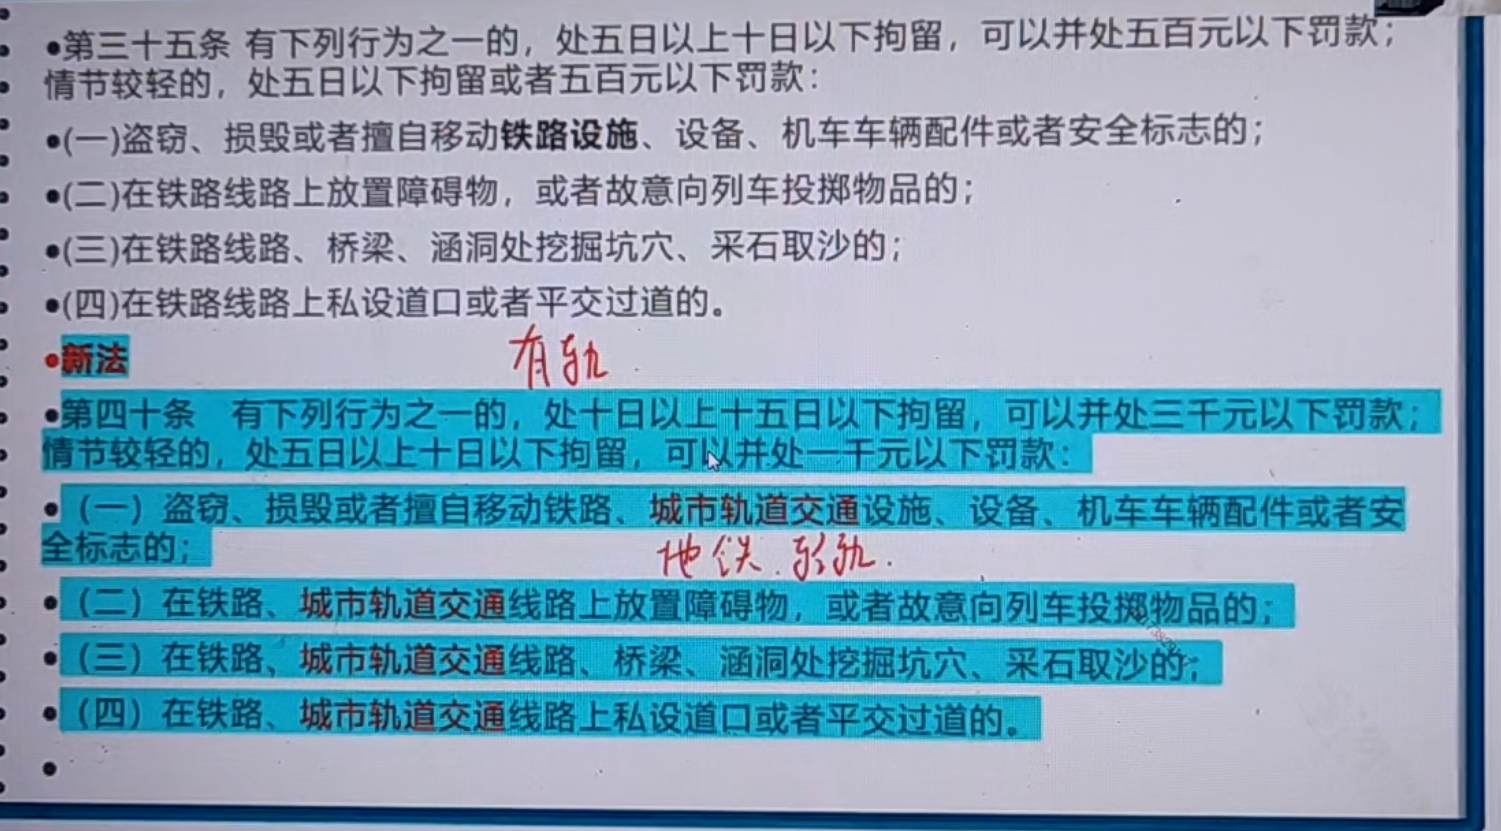 •第三十五条 有下列行为之一的，处五日以上十日以下拘留，可以并处五百元以下罚款；
情节较轻的，处五日以下拘留或者五百元以下罚款：
•(一)盗窃、损毁或者擅自移动铁路设施、设备、机车车辆配件或者安全标志的；
•(二)在铁路线路上放置障碍物，或者故意向列车投掷物品的；
•(三)在铁路线路、桥梁、涵洞处挖掘坑穴、采石取沙的；
•(四)在铁路线路上私设道口或者平交过道的。
有轨
•新法
•第四十条 有下列行为之一的，处十日以上十五日以下拘留，可以并处三千元以下罚款；
情节较轻的，处五日以上十日以下拘留，可以并处一千元以下罚款：
•（一）盗窃、损毁或者擅自移动铁路、城市轨道交通设施、设备、机车车辆配件或者安
全标志的；
地铁.轻轨.
•（二）在铁路、城市轨道交通线路上放置障碍物，或者故意向列车投掷物品的；
•（三）在铁路、城市轨道交通线路、桥梁、涵洞处挖掘坑穴、采石取沙的；
•（四）在铁路、城市轨道交通线路上私设道口或者平交过道的。
•